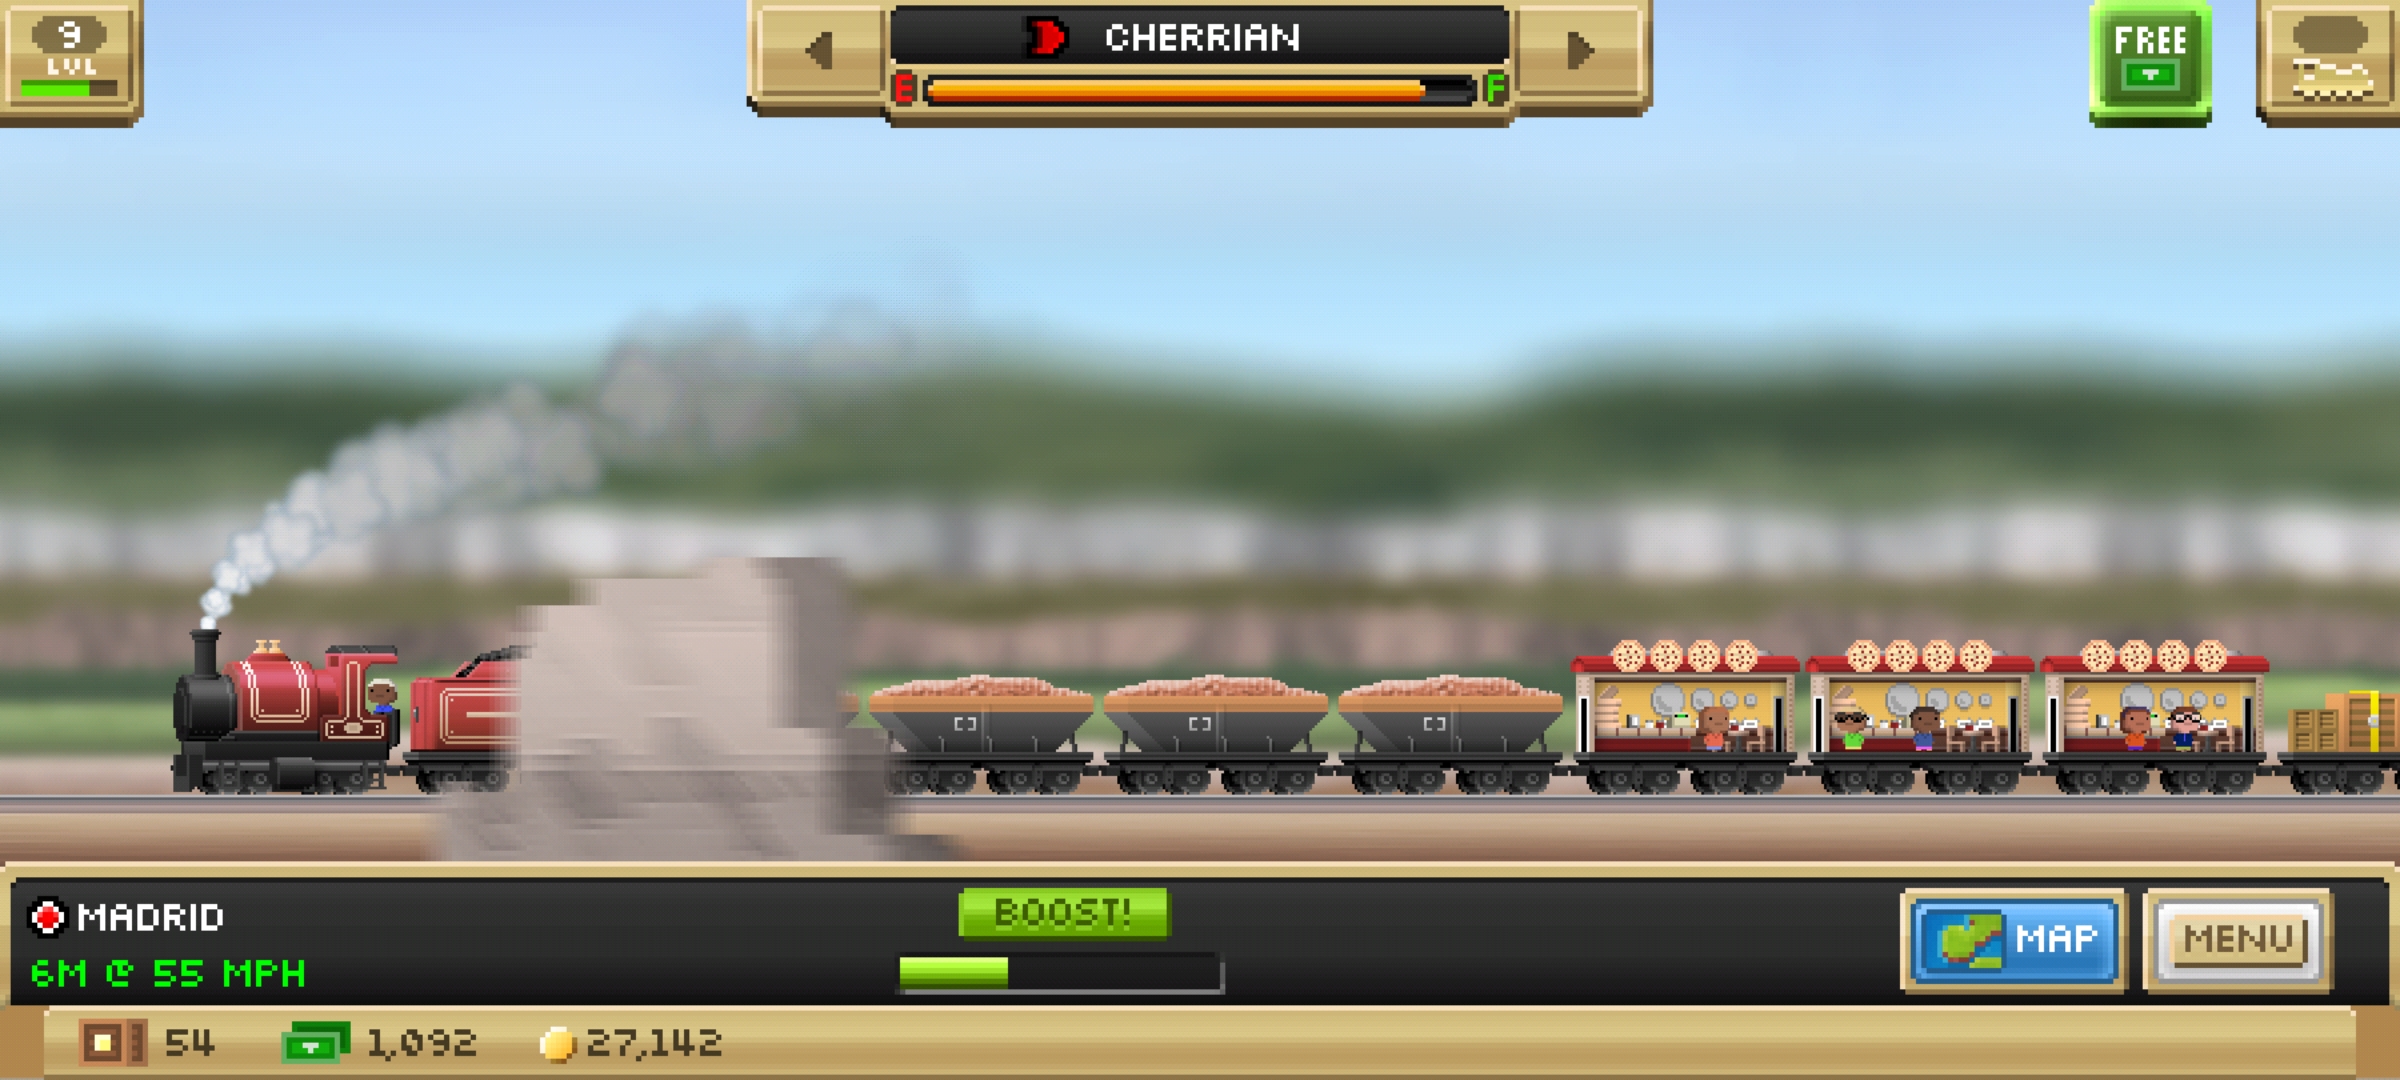 9
LVL
CHERRIAN
E F
FREE
MADRID
6M @ 55 MPH
BOOST!
MAP
MENU
54 1,092 27,142